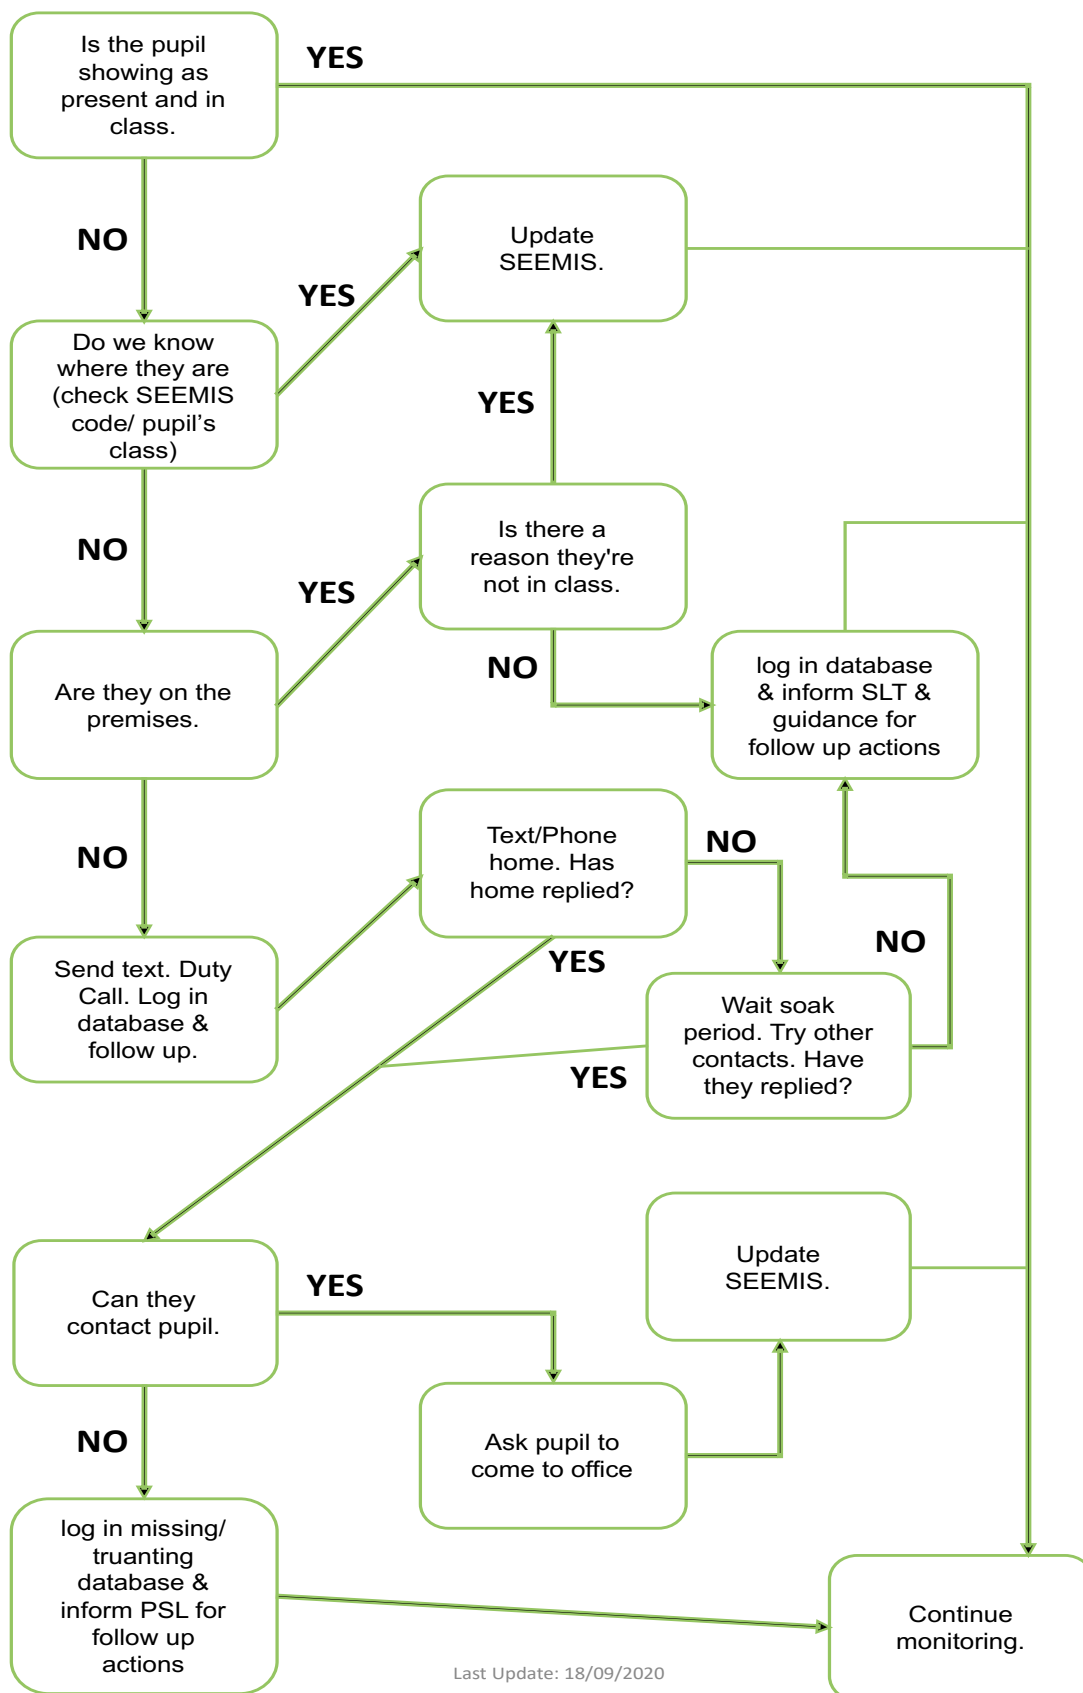 Is the pupil
showing as
present and in
class.
YES
NO
Update
SEEMIS.
YES
Do we know
where they are
(check SEEMIS
code/ pupil’s
class)
YES
NO
Is there a
reason they're
not in class.
YES
NO
Are they on the
premises.
log in database
& inform SLT &
guidance for
follow up actions
NO
Text/Phone
home. Has
home replied?
NO
YES
NO
Send text. Duty
Call. Log in
database &
follow up.
Wait soak
period. Try other
contacts. Have
they replied?
YES
Can they
contact pupil.
YES
Update
SEEMIS.
NO
Ask pupil to
come to office
log in missing/
truanting
database &
inform PSL for
follow up
actions
Continue
monitoring.
Last Update: 18/09/2020